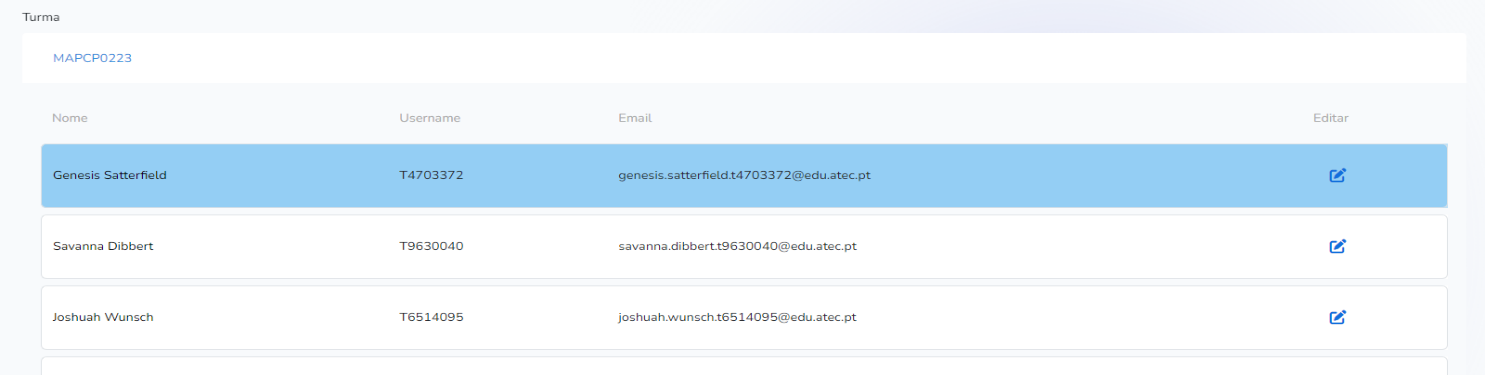 Turma
MAPCP0223
Nome Username Email Editar
Genesis Satterfield T4703372 genesis.satterfield.t4703372@edu.atec.pt
Savanna Dibbert T9630040 savanna.dibbert.t9630040@edu.atec.pt
Joshuah Wunsch T6514095 joshuah.wunsch.t6514095@edu.atec.pt